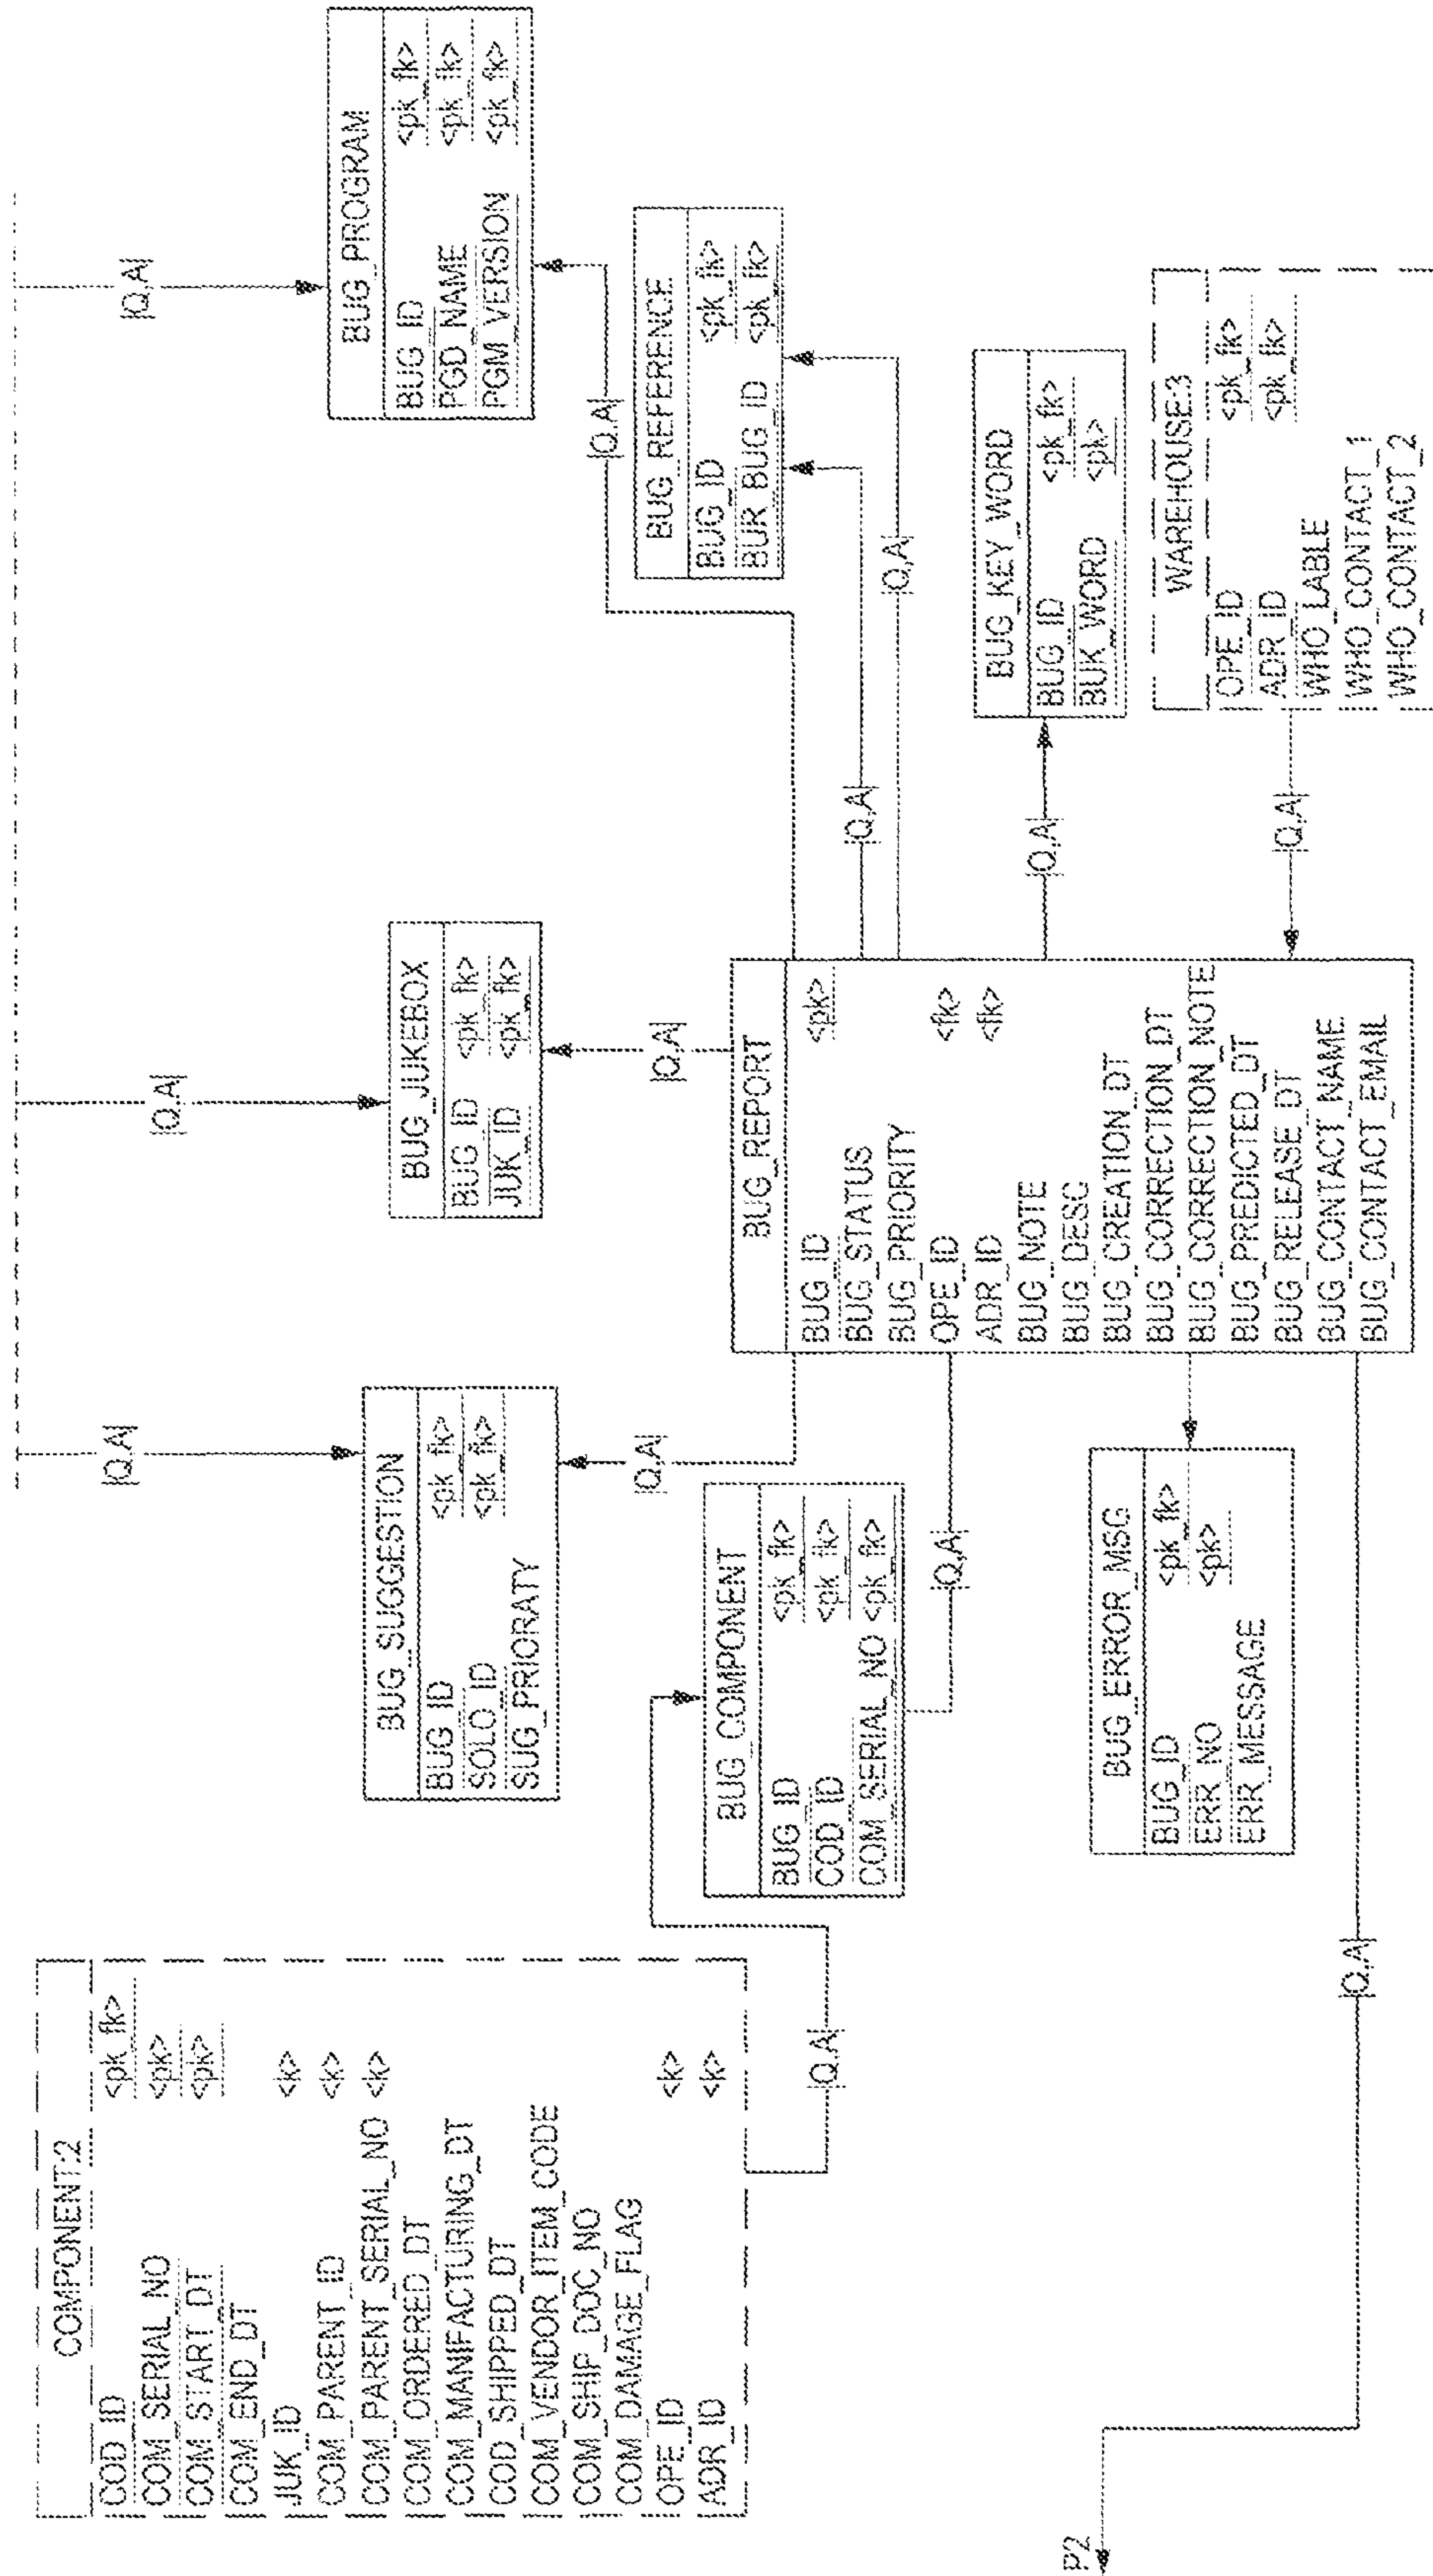 COMPONENT:2
COD_ID <pk_fk>
COM_SERIAL_NO <pk>
COM_START_DT <pk>
COM_END_DT
JUK_ID <k>
COM_PARENT_ID <k>
COM_PARENT_SERIAL_NO <k>
COM_ORDERED_DT
COM_MANIFACTURING_DT
COD_SHIPPED_DT
COM_VENDOR_ITEM_CODE
COM_SHIP_DOC_NO
COM_DAMAGE_FLAG
OPE_ID <k>
ADR_ID <k>
|Q,A|
|Q,A|
BUG_SUGGESTION
BUG_ID <pk_fk>
SOLO_ID <pk_fk>
SUG_PRIORATY
|Q,A|
|Q,A|
BUG_JUKEBOX
BUG_ID <pk_fk>
JUK_ID <pk_fk>
|Q,A|
|Q,A|
BUG_PROGRAM
BUG_ID <pk_fk>
PGD_NAME <pk_fk>
PGM_VERSION <pk_fk>
|Q,A|
BUG_COMPONENT
BUG_ID <pk_fk>
COD_ID <pk_fk>
COM_SERIAL_NO <pk_fk>
|Q,A|
BUG_REPORT
BUG_ID <pk>
BUG_STATUS
BUG_PRIORITY
OPE_ID <fk>
ADR_ID <fk>
BUG_NOTE
BUG_DESG
BUG_CREATION_DT
BUG_CORRECTION_DT
BUG_CORRECTION_NOTE
BUG_PREDICTED_DT
BUG_RELEASE_DT
BUG_CONTACT_NAME
BUG_CONTACT_EMAIL
BUG_REFERENCE
BUG_ID <pk_fk>
BUR_BUG_ID <pk_fk>
|Q,A|
|Q,A|
BUG_KEY_WORD
BUG_ID <pk_fk>
BUK_WORD <pk>
|Q,A|
BUG_ERROR_MSG
BUG_ID <pk_fk>
ERR_NO <pk>
ERR_MESSAGE
WAREHOUSE:3
OPE_ID <pk_fk>
ADR_ID <pk_fk>
WHO_LABLE
WHO_CONTACT_1
WHO_CONTACT_2
|Q,A|
|Q,A|
P2